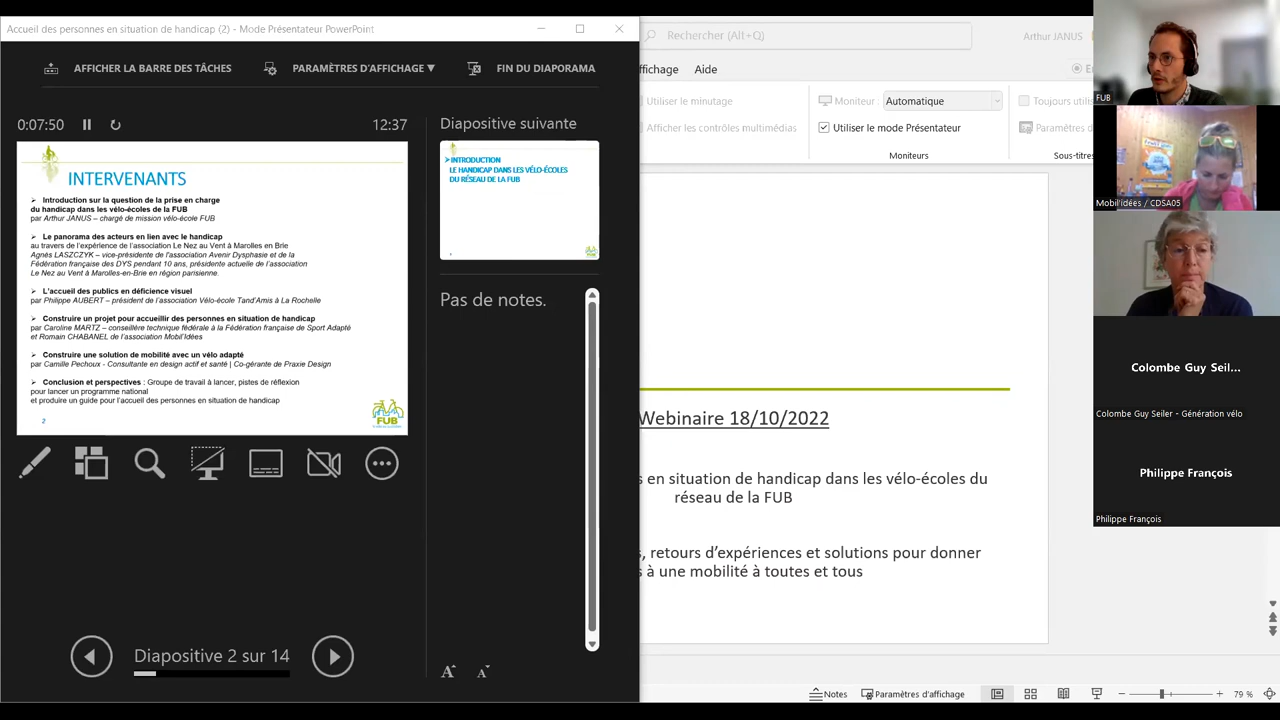 Accueil des personnes en situation de handicap (2) - Mode Présentateur PowerPoint
AFFICHER LA BARRE DES TÂCHES
PARAMÈTRES D'AFFICHAGE ▼
FIN DU DIAPORAMA
0:07:50
12:37
INTERVENANTS
➢ Introduction sur la question de la prise en charge
du handicap dans les vélo-écoles de la FUB
par Arthur JANUS – chargé de mission vélo-école FUB
➢ Le panorama des acteurs en lien avec le handicap
au travers de l'expérience de l'association Le Nez au Vent à Marolles en Brie
Agnès LASZCZYK – vice-présidente de l'association Avenir Dysphasie et de la
Fédération française des DYS pendant 10 ans, présidente actuelle de l'association
Le Nez au Vent à Marolles-en-Brie en région parisienne.
➢ L'accueil des publics en déficience visuel
par Philippe AUBERT – président de l'association Vélo-école Tand'Amis à La Rochelle
➢ Construire un projet pour accueillir des personnes en situation de handicap
par Caroline MARTZ – conseillère technique fédérale à la Fédération française de Sport Adapté
et Romain CHABANEL de l'association Mobil'Idées
➢ Construire une solution de mobilité avec un vélo adapté
par Camille Pechoux - Consultante en design actif et santé | Co-gérante de Praxie Design
➢ Conclusion et perspectives : Groupe de travail à lancer, pistes de réflexion
pour lancer un programme national
et produire un guide pour l'accueil des personnes en situation de handicap
2
FUB
Diapositive suivante
➢INTRODUCTION
LE HANDICAP DANS LES VÉLO-ÉCOLES
DU RÉSEAU DE LA FUB
Pas de notes.
Diapositive 2 sur 14
A A
Rechercher (Alt+Q)
Arthur JANUS
ffichage
Aide
Utiliser le minutage
Afficher les contrôles multimédias
Moniteur :
Automatique
Utiliser le mode Présentateur
Moniteurs
Toujours utilis
Paramètres d
Sous-titres
Webinaire 18/10/2022
s en situation de handicap dans les vélo-écoles du
réseau de la FUB
s, retours d'expériences et solutions pour donner
s à une mobilité à toutes et tous
Notes
Paramètres d'affichage
79 %
FUB
Mobil'idées / CDSA05
Colombe Guy Seil...
Colombe Guy Seiler - Génération vélo
Philippe François
Philippe François